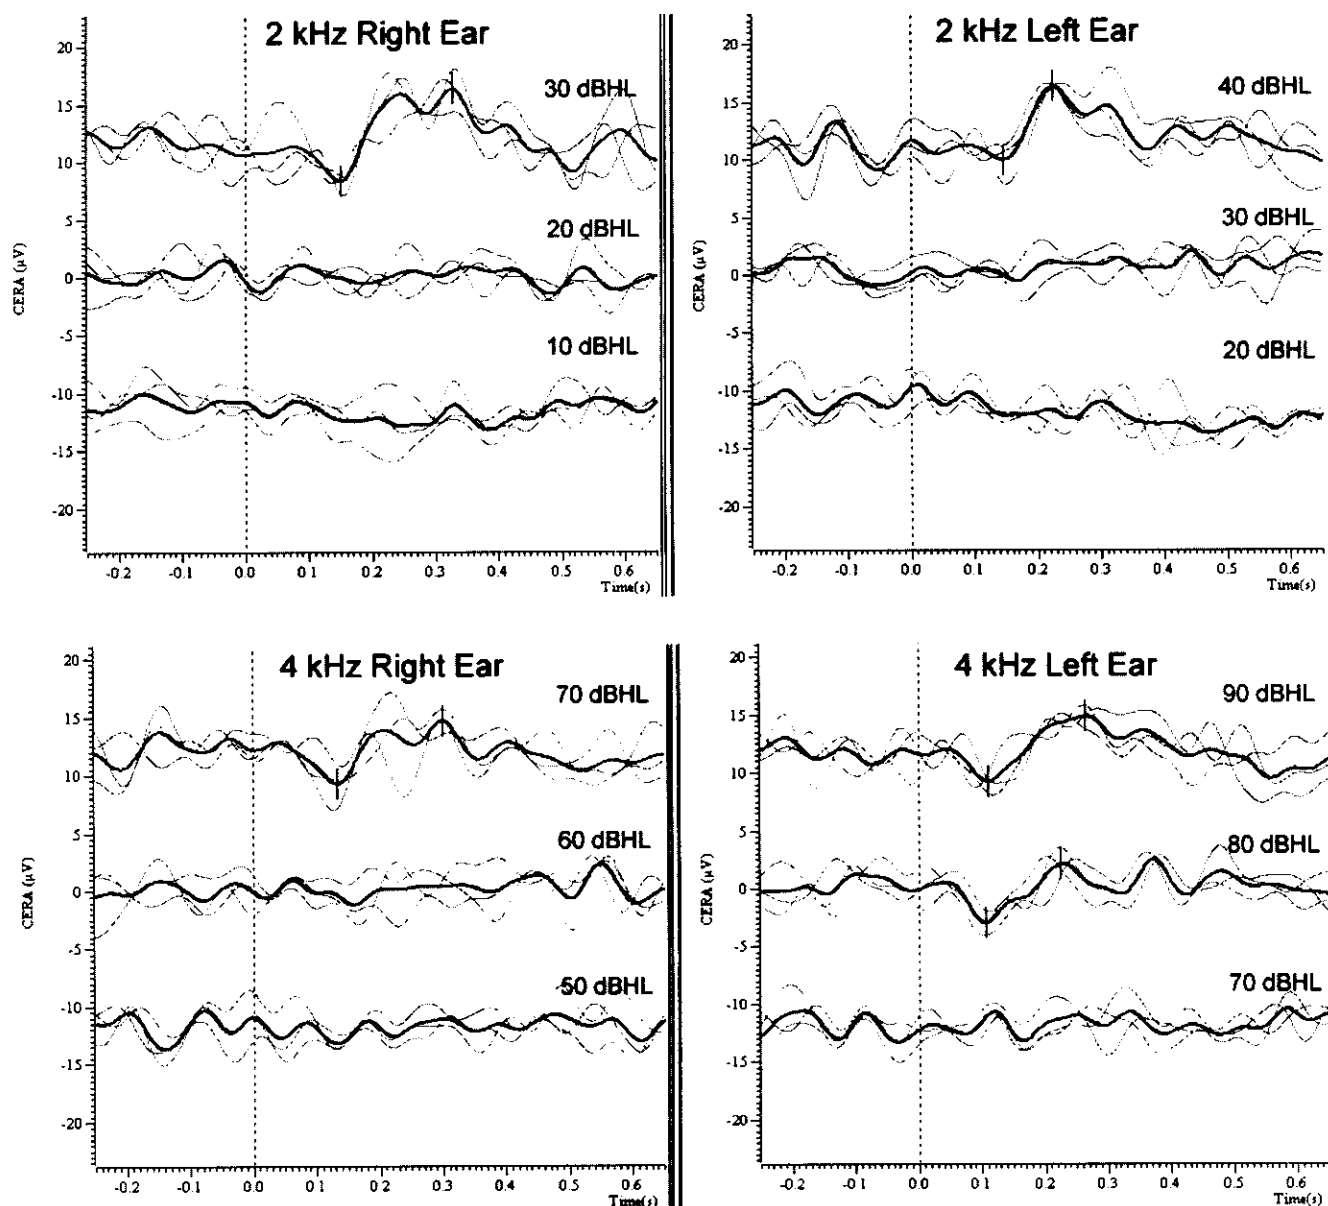 2 kHz Right Ear
30 dBHL
20 dBHL
10 dBHL
CERA (µV)
20
15
10
5
0
-5
-10
-15
-20
-0.2 -0.1 0.0 0.1 0.2 0.3 0.4 0.5 0.6
Time(s)
2 kHz Left Ear
40 dBHL
30 dBHL
20 dBHL
CERA (µV)
20
15
10
5
0
-5
-10
-15
-20
-0.2 -0.1 0.0 0.1 0.2 0.3 0.4 0.5 0.6
Time(s)
4 kHz Right Ear
70 dBHL
60 dBHL
50 dBHL
CERA (µV)
20
15
10
5
0
-5
-10
-15
-20
-0.2 -0.1 0.0 0.1 0.2 0.3 0.4 0.5 0.6
Time(s)
4 kHz Left Ear
90 dBHL
80 dBHL
70 dBHL
CERA (µV)
20
15
10
5
0
-5
-10
-15
-20
-0.2 -0.1 0.0 0.1 0.2 0.3 0.4 0.5 0.6
Time(s)